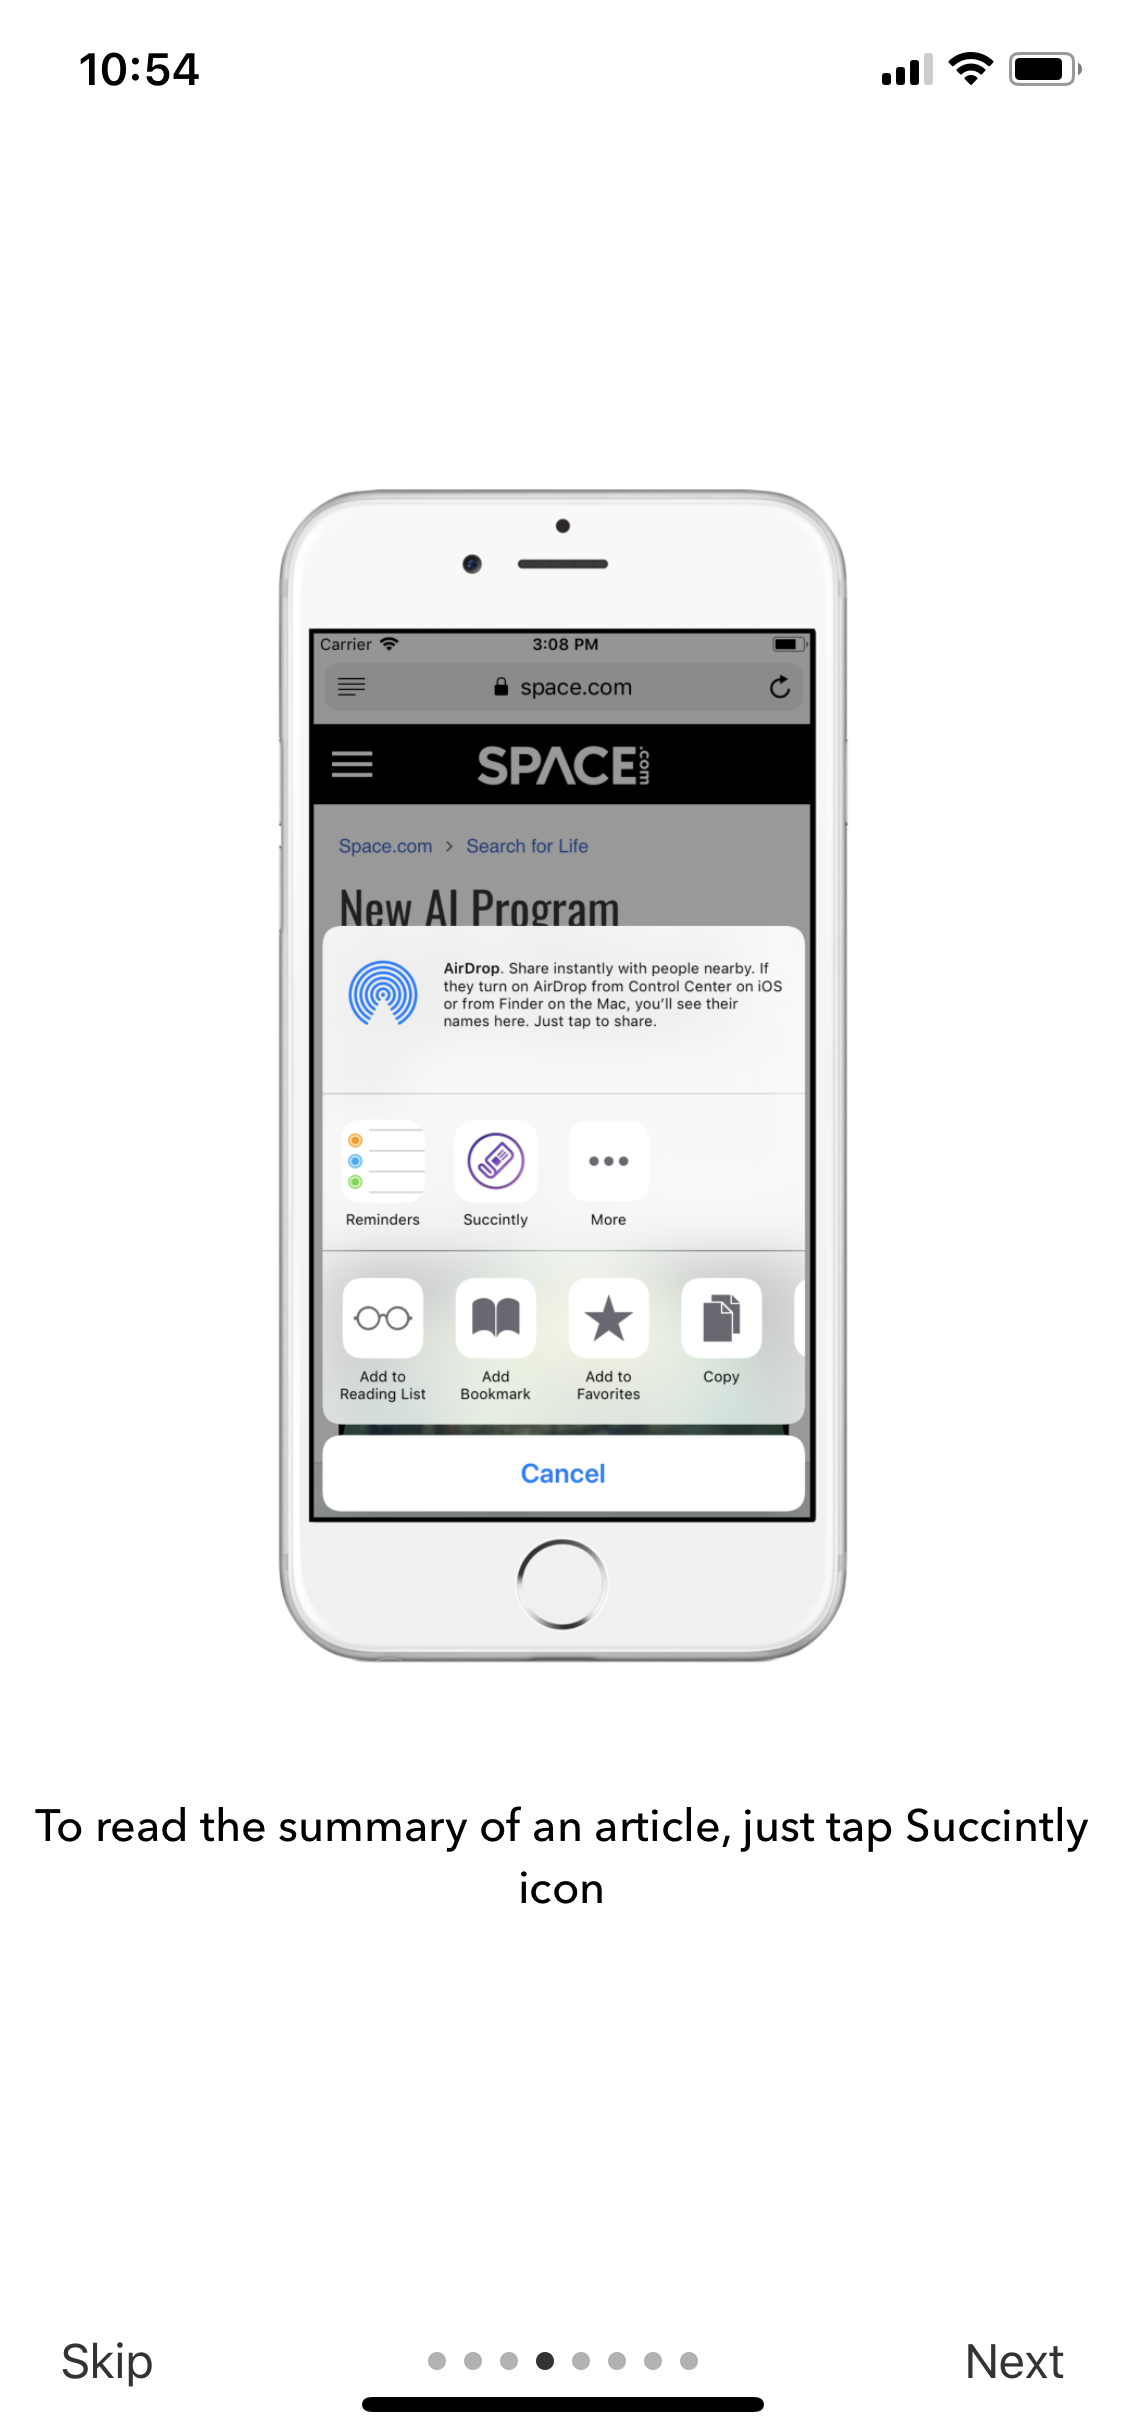 10:54
Carrier 3:08 PM
space.com
SPACE.com
Space.com > Search for Life
New AI Program
AirDrop. Share instantly with people nearby. If
they turn on AirDrop from Control Center on iOS
or from Finder on the Mac, you'll see their
names here. Just tap to share.
Reminders Succintly More
Add to Add Add to Copy
Reading List Bookmark Favorites
Cancel
To read the summary of an article, just tap Succintly
icon
Skip Next